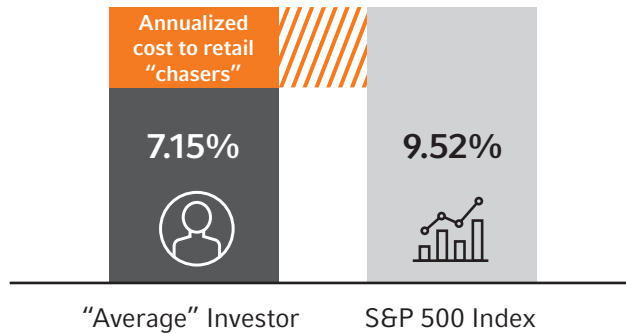 Annualized
cost to retail
“chasers”
7.15%
9.52%
“Average” Investor
S&P 500 Index